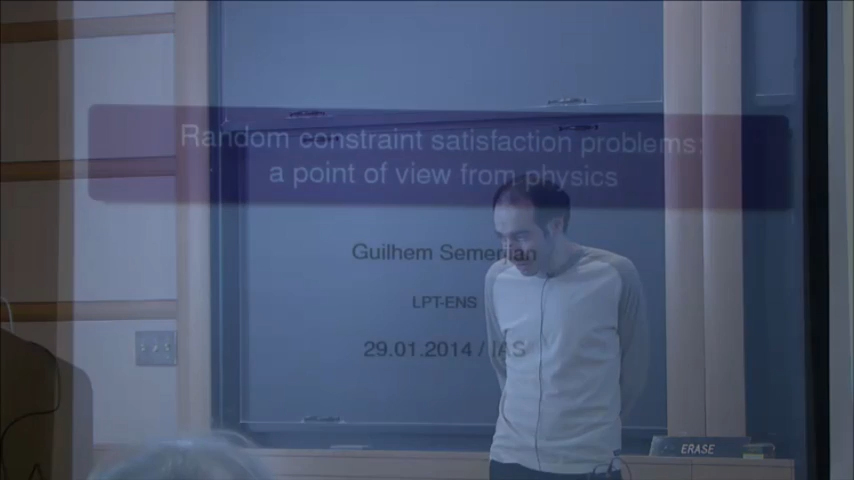 Random constraint satisfaction problems:
a point of view from physics
Guilhem Semerjian
LPT-ENS
29.01.2014 / IAS
ERASE